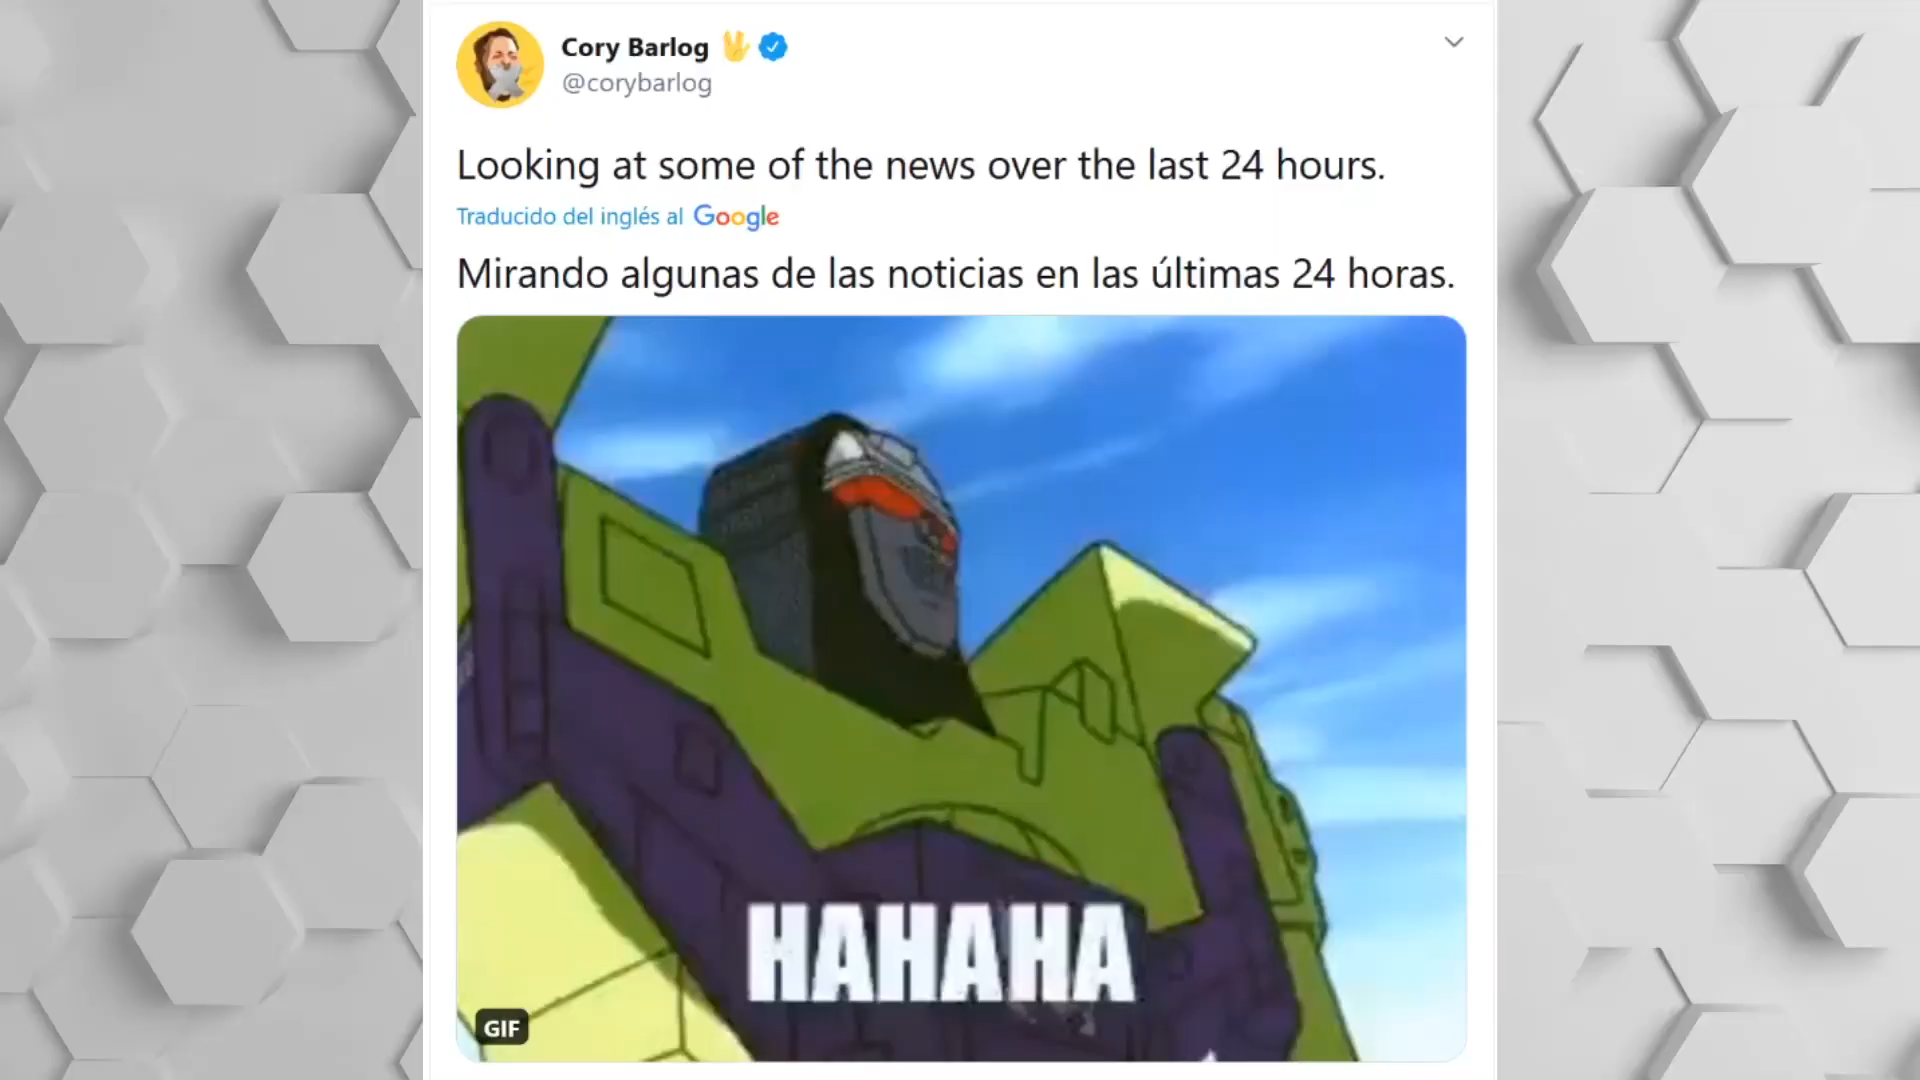 Cory Barlog 🖖
@corybarlog
Looking at some of the news over the last 24 hours.
Traducido del inglés al Google
Mirando algunas de las noticias en las últimas 24 horas.
HAHAHA
GIF